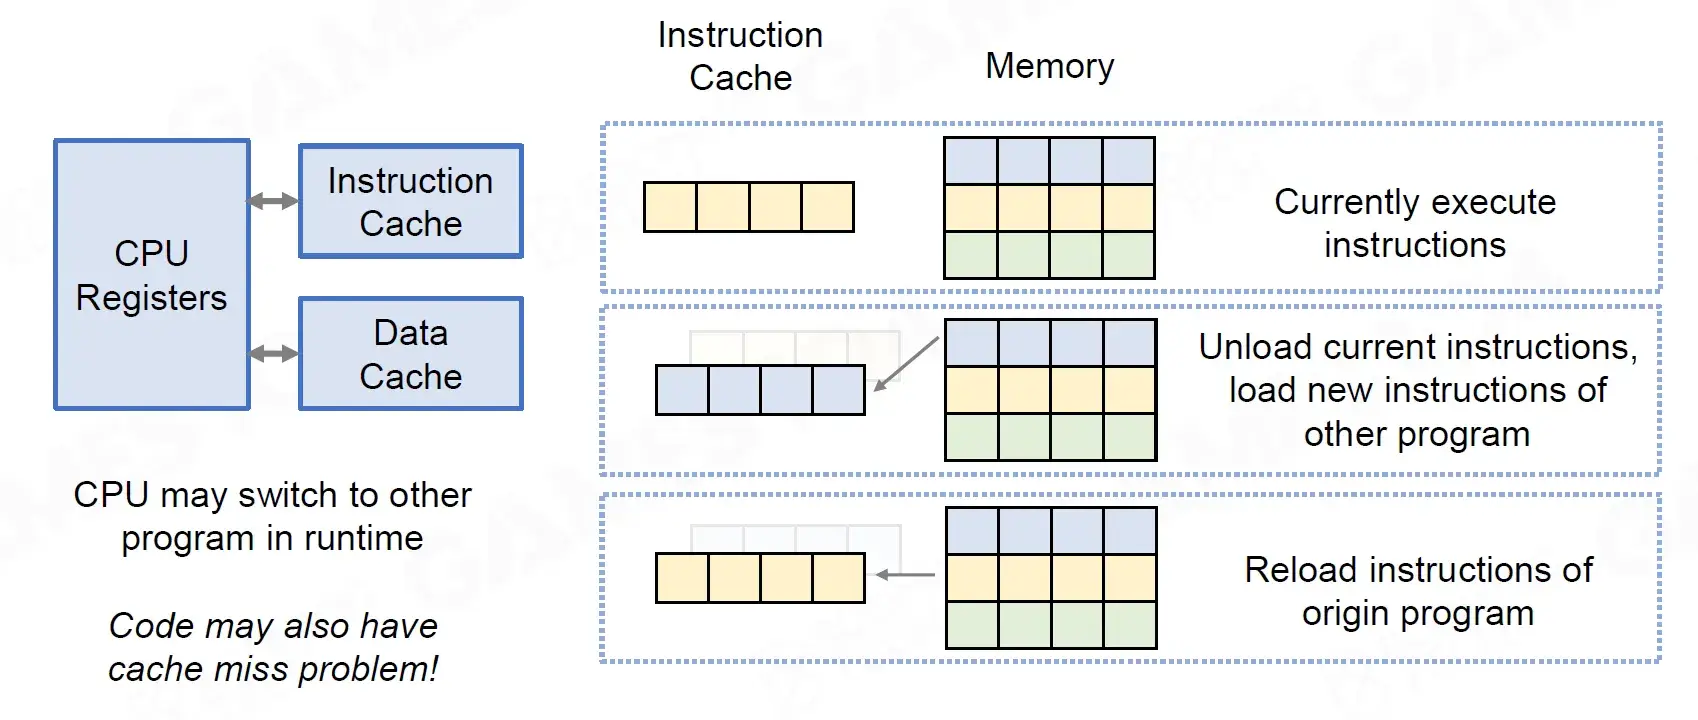 Instruction
Cache
Memory
CPU
Registers
Instruction
Cache
Data
Cache
CPU may switch to other
program in runtime
Code may also have
cache miss problem!
Currently execute
instructions
Unload current instructions,
load new instructions of
other program
Reload instructions of
origin program